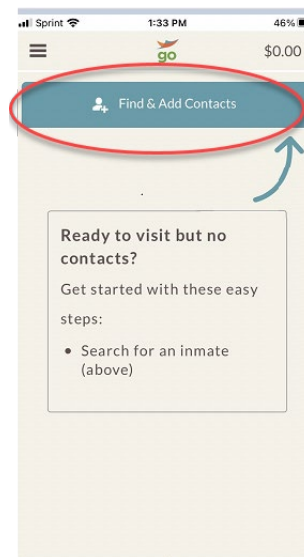 Sprint 1:33 PM 46%
go $0.00
Find & Add Contacts
Ready to visit but no
contacts?
Get started with these easy
steps:
• Search for an inmate
(above)